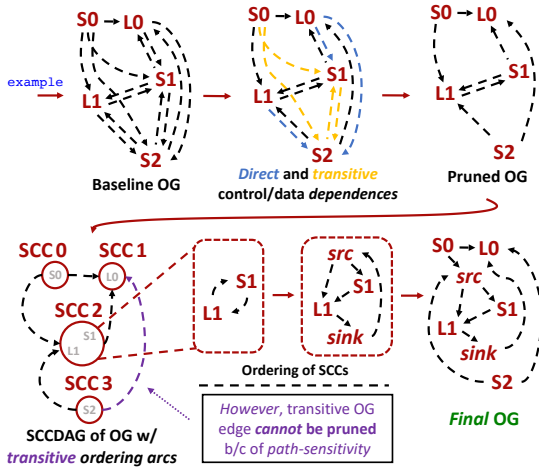 S0 L0
S1
L1
S2
Baseline OG
example
S0 L0
S1
L1
S2
Direct and transitive
control/data dependences
L0
S1
L1
S2
Pruned OG
SCC 0 SCC 1
S0 L0
SCC 2
S1
L1
SCC 3
S2
SCCDAG of OG w/
transitive ordering arcs
S1
L1
src
S1
L1
sink
Ordering of SCCs
However, transitive OG
edge cannot be pruned
b/c of path-sensitivity
S0 L0
src
S1
L1
sink
S2
Final OG